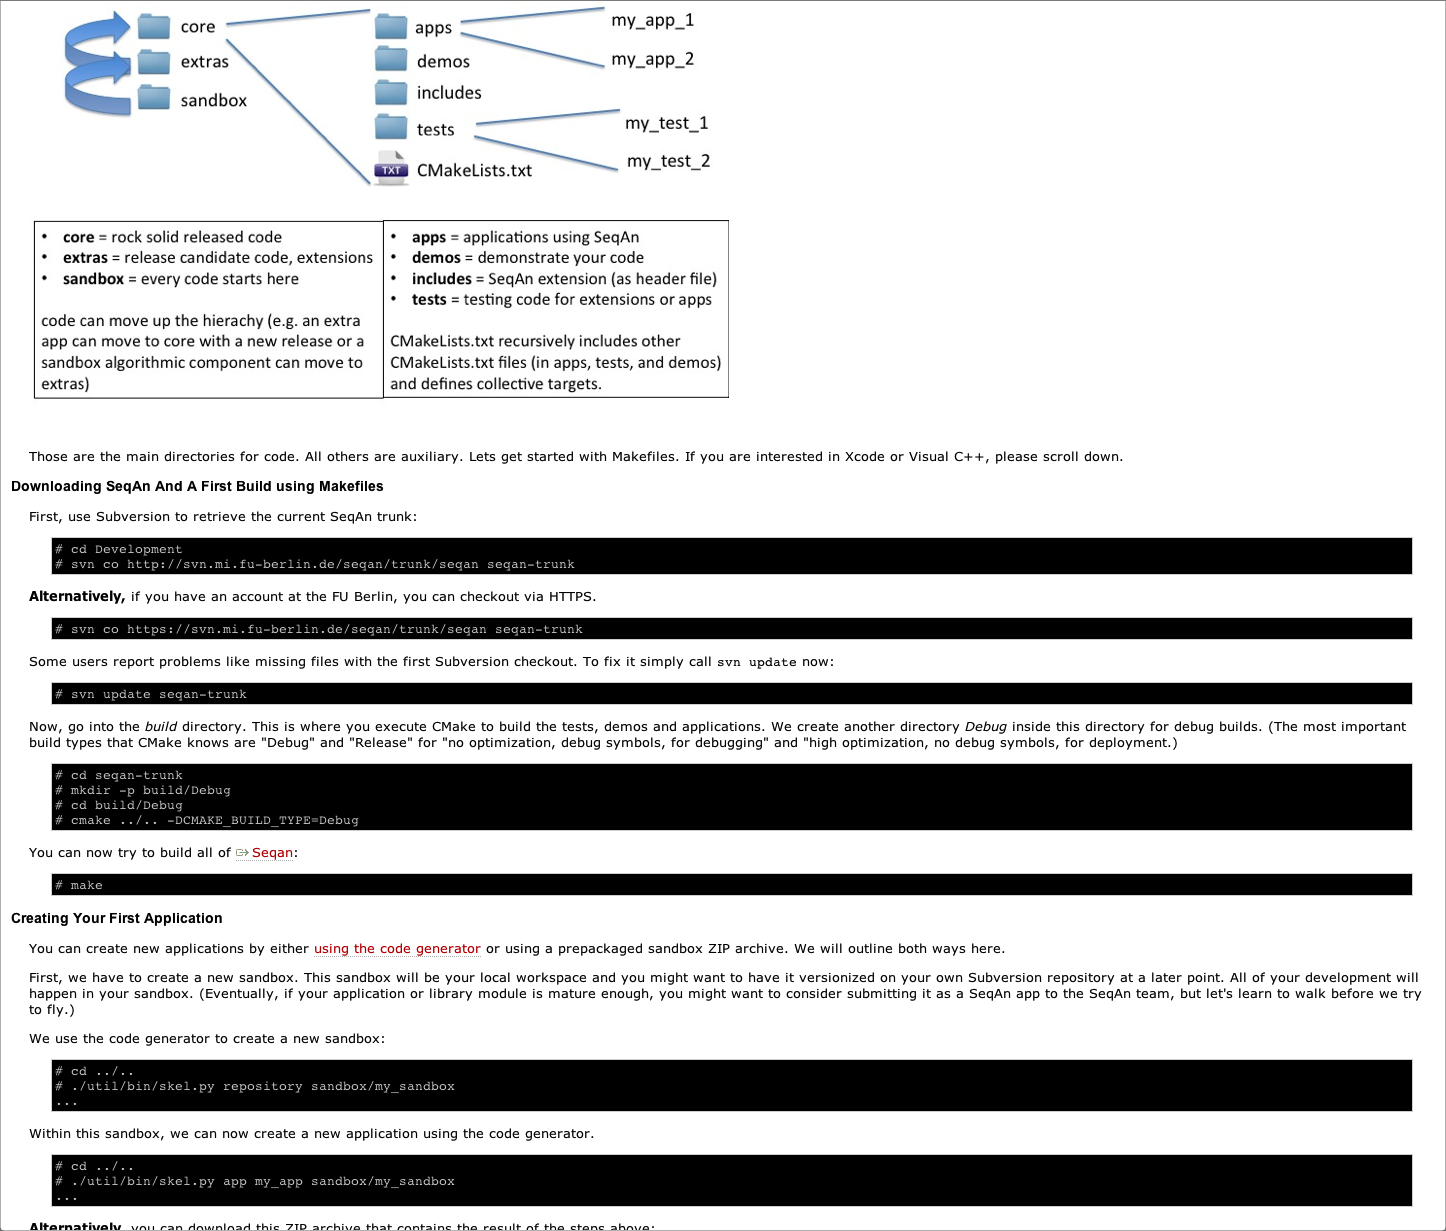 core
extras
sandbox
apps
demos
includes
tests
TXT
CMakeLists.txt
my_app_1
my_app_2
my_test_1
my_test_2
• core = rock solid released code
• extras = release candidate code, extensions
• sandbox = every code starts here
code can move up the hierachy (e.g. an extra
app can move to core with a new release or a
sandbox algorithmic component can move to
extras)
• apps = applications using SeqAn
• demos = demonstrate your code
• includes = SeqAn extension (as header file)
• tests = testing code for extensions or apps
CMakeLists.txt recursively includes other
CMakeLists.txt files (in apps, tests, and demos)
and defines collective targets.
Those are the main directories for code. All others are auxiliary. Lets get started with Makefiles. If you are interested in Xcode or Visual C++, please scroll down.
Downloading SeqAn And A First Build using Makefiles
First, use Subversion to retrieve the current SeqAn trunk:
# cd Development
# svn co http://svn.mi.fu-berlin.de/seqan/trunk/seqan seqan-trunk
Alternatively, if you have an account at the FU Berlin, you can checkout via HTTPS.
# svn co https://svn.mi.fu-berlin.de/seqan/trunk/seqan seqan-trunk
Some users report problems like missing files with the first Subversion checkout. To fix it simply call svn update now:
# svn update seqan-trunk
Now, go into the build directory. This is where you execute CMake to build the tests, demos and applications. We create another directory Debug inside this directory for debug builds. (The most important
build types that CMake knows are "Debug" and "Release" for "no optimization, debug symbols, for debugging" and "high optimization, no debug symbols, for deployment.)
# cd seqan-trunk
# mkdir -p build/Debug
# cd build/Debug
# cmake ../.. -DCMAKE_BUILD_TYPE=Debug
You can now try to build all of Seqan:
# make
Creating Your First Application
You can create new applications by either using the code generator or using a prepackaged sandbox ZIP archive. We will outline both ways here.
First, we have to create a new sandbox. This sandbox will be your local workspace and you might want to have it versionized on your own Subversion repository at a later point. All of your development will
happen in your sandbox. (Eventually, if your application or library module is mature enough, you might want to consider submitting it as a SeqAn app to the SeqAn team, but let's learn to walk before we try
to fly.)
We use the code generator to create a new sandbox:
# cd ../..
# ./util/bin/skel.py repository sandbox/my_sandbox
...
Within this sandbox, we can now create a new application using the code generator.
# cd ../..
# ./util/bin/skel.py app my_app sandbox/my_sandbox
...
Alternatively, you can download this ZIP archive that contains the result of the steps above: